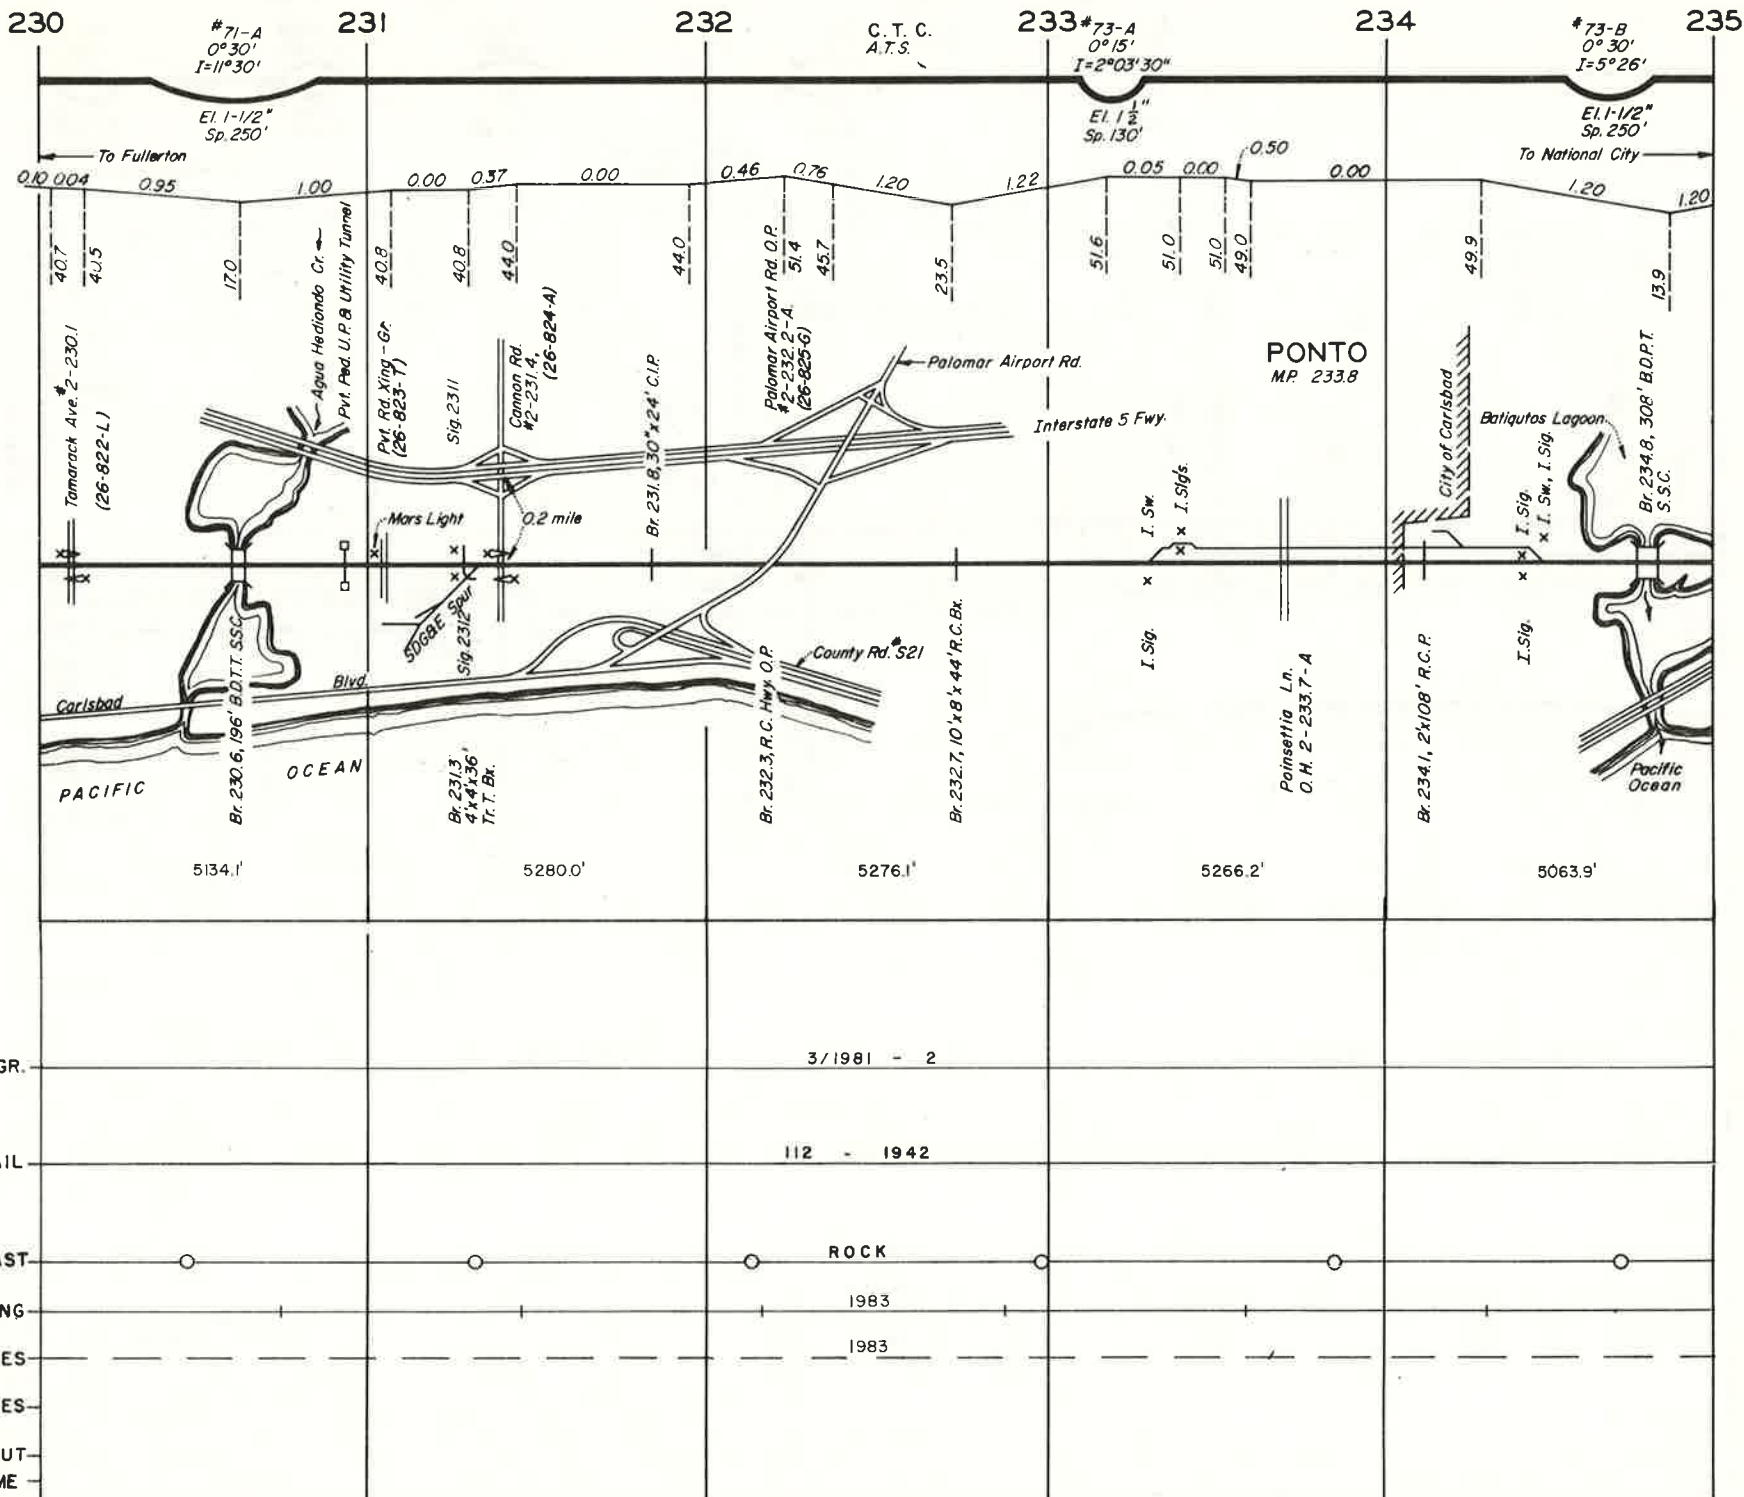 230
231
232
233
234
235
#71-A
0°30'
I=11°30'
C. T. C.
A.T.S.
#73-A
0°15'
I=2°03'30"
#73-B
0°30'
I=5°26'
El. 1-1/2"
Sp. 250'
El. 1 1/2"
Sp. 130'
El. 1-1/2"
Sp. 250'
To Fullerton
To National City
0.10 0.04 0.95 1.00 0.00 0.37 0.00 0.46 0.76 1.20 1.22 0.05 0.00 0.50 0.00 1.20 1.20
40.7
40.5
17.0
40.8
40.8
44.0
44.0
51.4
45.7
23.5
51.6
51.0
51.0
49.0
49.9
13.9
Tamarack Ave. #2-230.1
(26-822-L)
Agua Hediondo Cr.
Pvt. Ped. U.P. & Utility Tunnel
Pvt. Rd. Xing-Gr.
(26-823-T)
Sig. 2311
Cannon Rd.
#2-231.4,
(26-824-A)
Br. 231.8, 30"x24' C.I.P.
Palomar Airport Rd. O.P.
#2-232.2-A
(26-825-G)
Palomar Airport Rd.
Interstate 5 Fwy.
PONTO
M.P. 233.8
City of Carlsbad
Batiqutos Lagoon
Br. 234.8, 308' B.D.P.T.
S.S.C.
Mars Light
0.2 mile
I. Sw.
I. Sig's.
I. Sig.
I. Sw., I. Sig.
SDG&E Spur
Sig. 2312
I. Sig.
I. Sig.
Carlsbad
Blvd.
County Rd. #S21
PACIFIC
OCEAN
Br. 230.6, 196' B.D.T.T. S.S.C.
Br. 231.3
4'x4'x36'
Tr. T. Bx.
Br. 232.3, R.C. Hwy. O.P.
Br. 232.7, 10'x8'x44' R.C. Bx.
Poinsettia Ln.
O.H. 2-233.7-A
Br. 234.1, 2'x108' R.C.P.
Pacific
Ocean
5134.1'
5280.0'
5276.1'
5266.2'
5063.9'
GR.
3/1981 - 2
IL
112 - 1942
AST
ROCK
NG
1983
ES
1983
ES
UT
ME